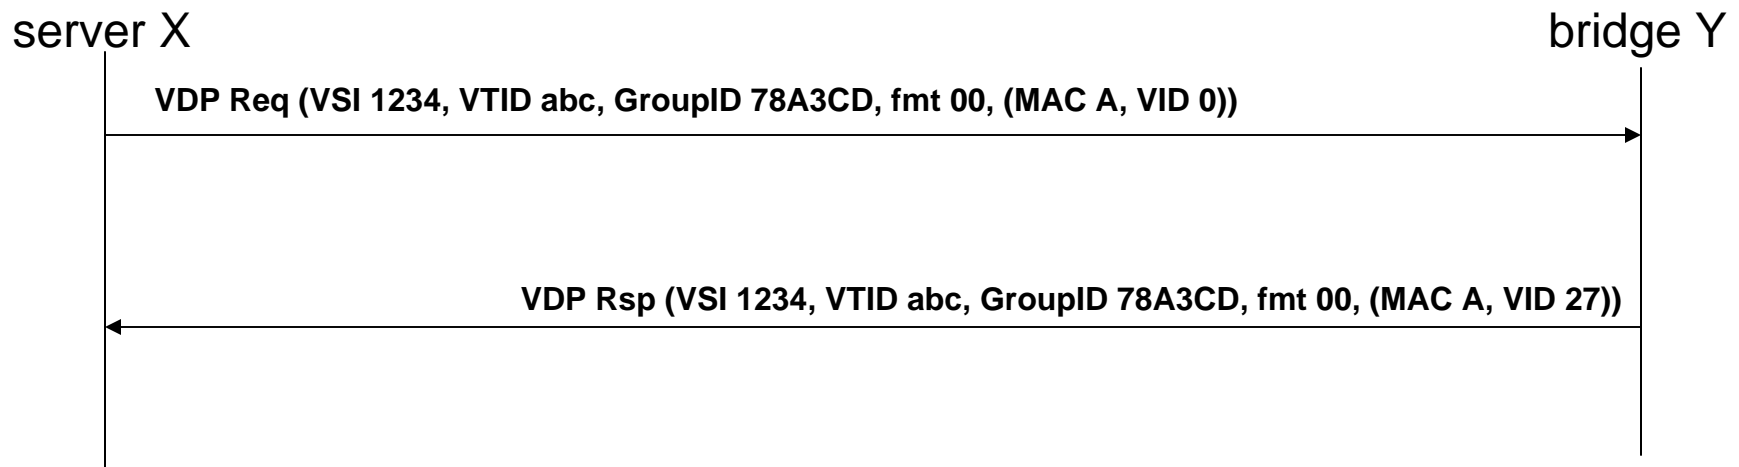 server X
bridge Y
VDP Req (VSI 1234, VTID abc, GroupID 78A3CD, fmt 00, (MAC A, VID 0))
VDP Rsp (VSI 1234, VTID abc, GroupID 78A3CD, fmt 00, (MAC A, VID 27))